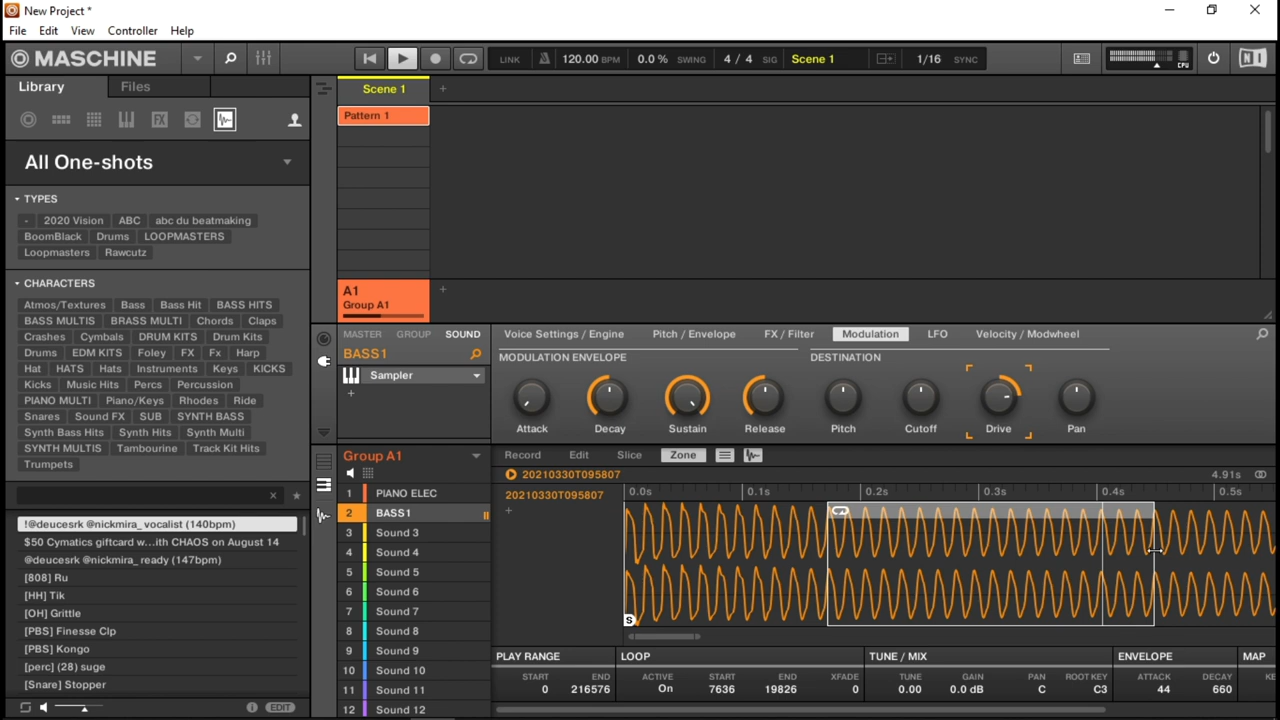 New Project *
File Edit View Controller Help
MASCHINE
LINK 120.00 BPM 0.0 % SWING 4 / 4 SIG Scene 1 1/16 SYNC CPU
Library Files
Scene 1 +
Pattern 1
All One-shots
TYPES
- 2020 Vision ABC abc du beatmaking
BoomBlack Drums LOOPMASTERS
Loopmasters Rawcutz
CHARACTERS
Atmos/Textures Bass Bass Hit BASS HITS
BASS MULTIS BRASS MULTI Chords Claps
Crashes Cymbals DRUM KITS Drum Kits
Drums EDM KITS Foley FX Fx Harp
Hat HATS Hats Instruments Keys KICKS
Kicks Music Hits Percs Percussion
PIANO MULTI Piano/Keys Rhodes Ride
Snares Sound FX SUB SYNTH BASS
Synth Bass Hits Synth Hits Synth Multi
SYNTH MULTIS Tambourine Track Kit Hits
Trumpets
!@deucesrk @nickmira_ vocalist (140bpm)
$50 Cymatics giftcard w...ith CHAOS on August 14
@deucesrk @nickmira_ ready (147bpm)
[808] Ru
[HH] Tik
[OH] Grittle
[PBS] Finesse Clp
[PBS] Kongo
[perc] (28) suge
[Snare] Stopper
EDIT
A1 +
Group A1
MASTER GROUP SOUND
BASS1
Sampler
+
Voice Settings / Engine Pitch / Envelope FX / Filter Modulation LFO Velocity / Modwheel
MODULATION ENVELOPE DESTINATION
Attack Decay Sustain Release Pitch Cutoff Drive Pan
Group A1
1 PIANO ELEC
2 BASS1
3 Sound 3
4 Sound 4
5 Sound 5
6 Sound 6
7 Sound 7
8 Sound 8
9 Sound 9
10 Sound 10
11 Sound 11
12 Sound 12
Record Edit Slice Zone
20210330T095807 4.91s
20210330T095807 0.0s 0.1s 0.2s 0.3s 0.4s 0.5s
+
S
PLAY RANGE LOOP TUNE / MIX ENVELOPE MAP
START END ACTIVE START END XFADE TUNE GAIN PAN ROOT KEY ATTACK DECAY KE
0 216576 On 7636 19826 0 0.00 0.0 dB C C3 44 660